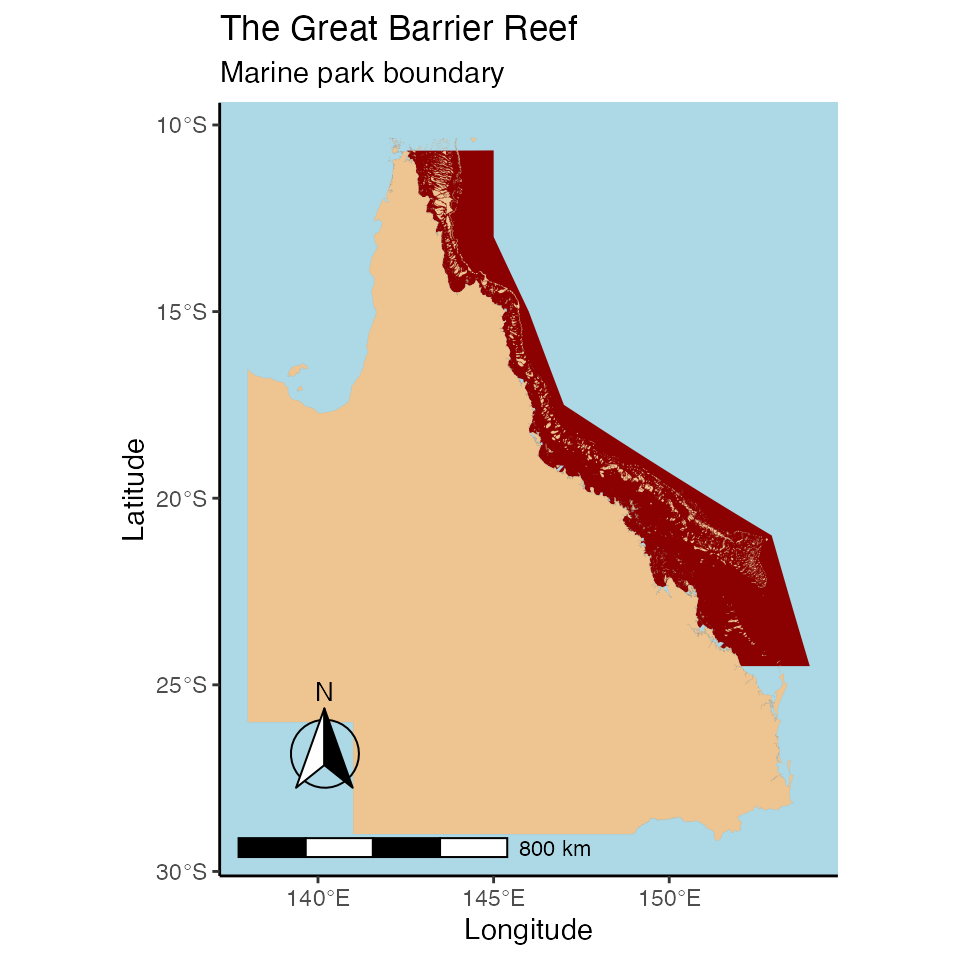 The Great Barrier Reef
Marine park boundary
10°S
15°S
20°S
25°S
30°S
Latitude
N
800 km
140°E
145°E
150°E
Longitude